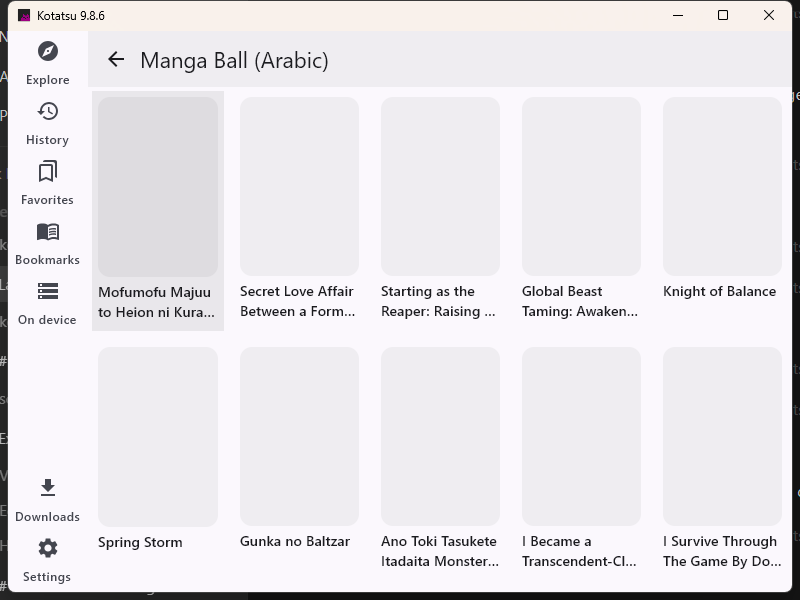 Kotatsu 9.8.6
Explore
History
Favorites
Bookmarks
On device
Downloads
Settings
Manga Ball (Arabic)
Mofumofu Majuu
to Heion ni Kura...
Secret Love Affair
Between a Form...
Starting as the
Reaper: Raising ...
Global Beast
Taming: Awaken...
Knight of Balance
Spring Storm
Gunka no Baltzar
Ano Toki Tasukete
Itadaita Monster...
I Became a
Transcendent-Cl...
I Survive Through
The Game By Do...